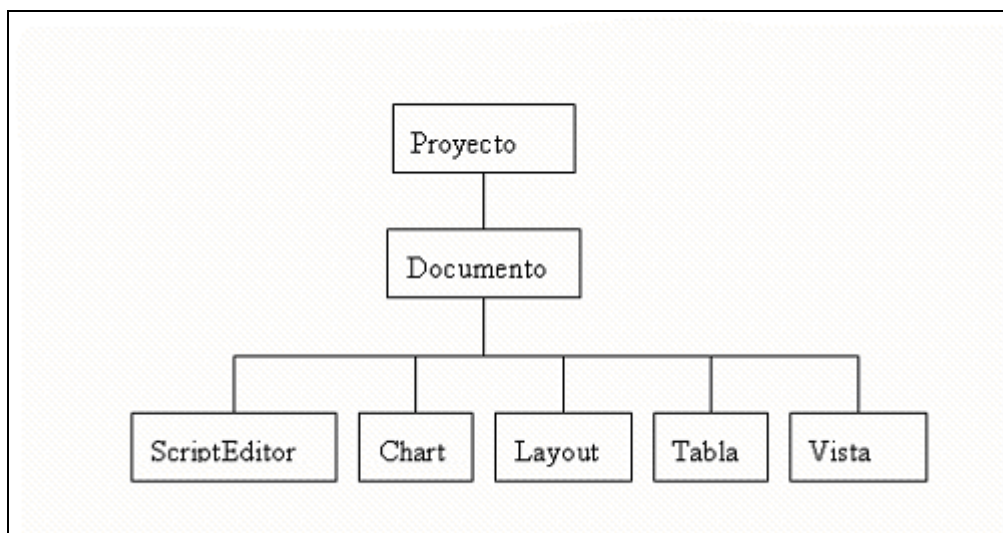 Proyecto
Documento
ScriptEditor
Chart
Layout
Tabla
Vista